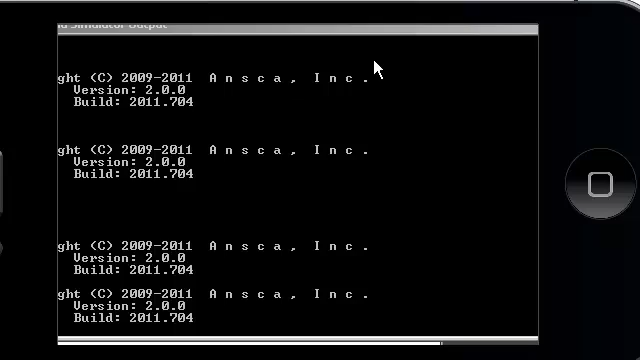 Simulator Output
ght (C) 2009-2011 A n s c a , I n c .
Version: 2.0.0
Build: 2011.704
ght (C) 2009-2011 A n s c a , I n c .
Version: 2.0.0
Build: 2011.704
ght (C) 2009-2011 A n s c a , I n c .
Version: 2.0.0
Build: 2011.704
ght (C) 2009-2011 A n s c a , I n c .
Version: 2.0.0
Build: 2011.704